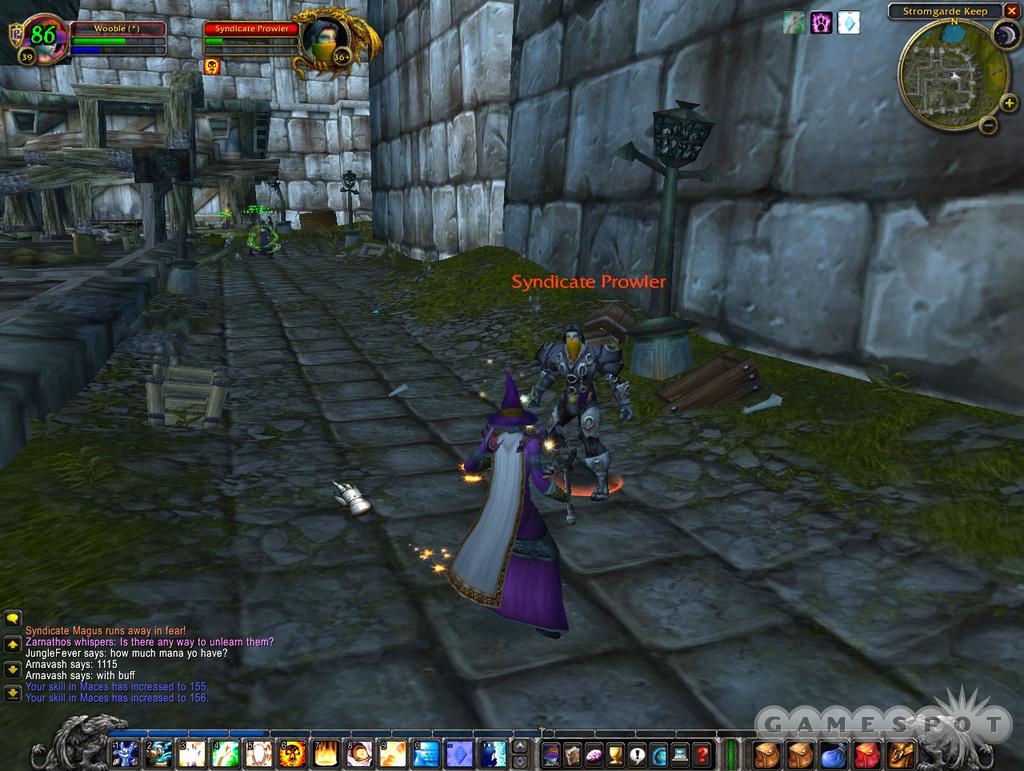 86
Wooble (*)
39
Syndicate Prowler
36+
Stromgarde Keep
N
Syndicate Prowler
Syndicate Magus runs away in fear!
Zarnathos whispers: Is there any way to unlearn them?
JungleFever says: how much mana yo have?
Arnavash says: 1115
Arnavash says: with buff
Your skill in Maces has increased to 155.
Your skill in Maces has increased to 156.
GAMESPOT